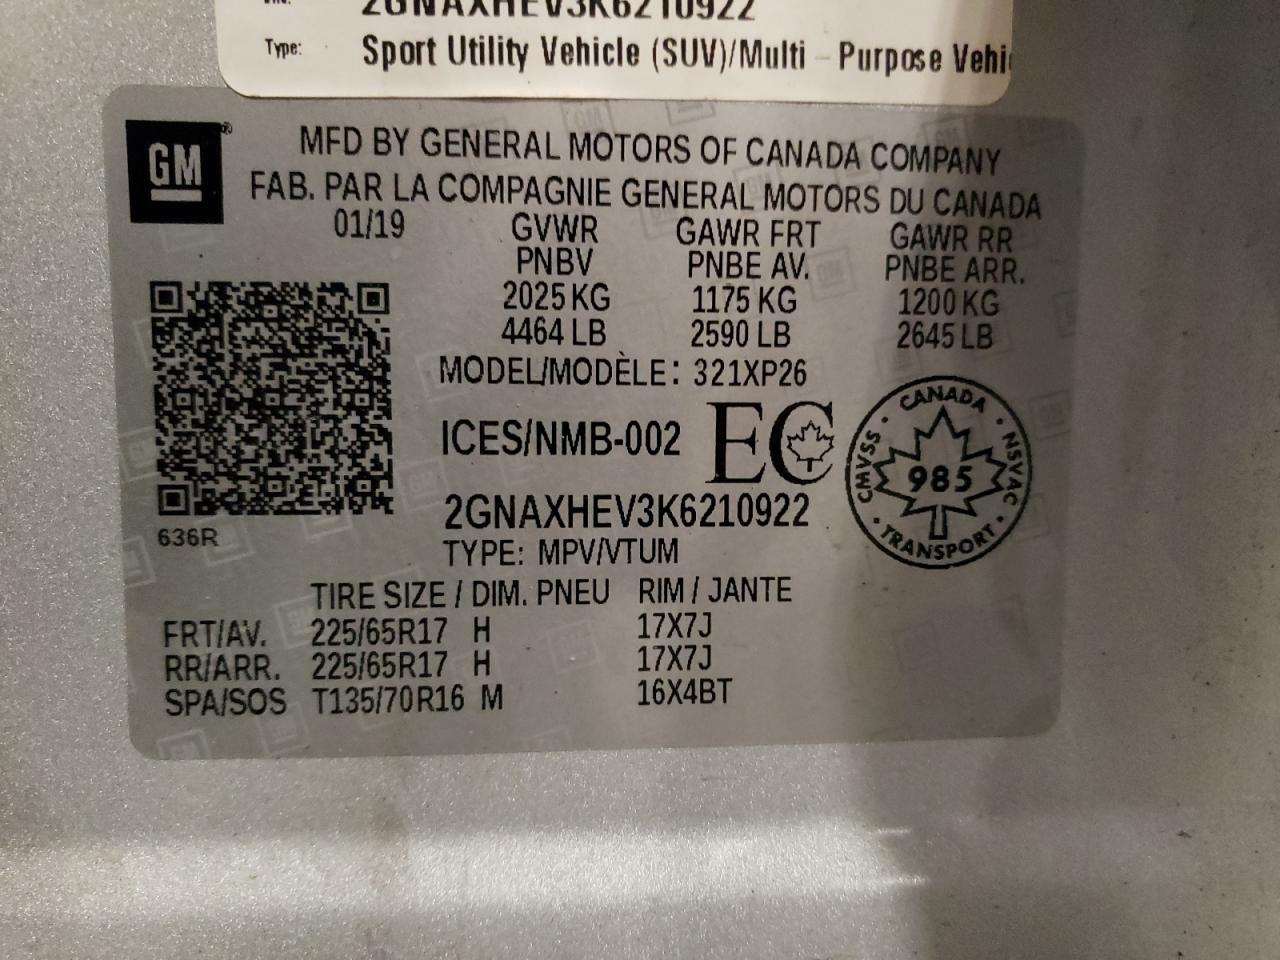 2GNAXHEV3K6210922
Type: Sport Utility Vehicle (SUV)/Multi - Purpose Vehi
GM®
MFD BY GENERAL MOTORS OF CANADA COMPANY
FAB. PAR LA COMPAGNIE GENERAL MOTORS DU CANADA
01/19 GVWR GAWR FRT GAWR RR
PNBV PNBE AV. PNBE ARR.
2025 KG 1175 KG 1200 KG
4464 LB 2590 LB 2645 LB
MODEL/MODÈLE: 321XP26
ICES/NMB-002 EC
CANADA
CMVSS 985 NSVAC
TRANSPORT
2GNAXHEV3K6210922
636R
TYPE: MPV/VTUM
TIRE SIZE / DIM. PNEU RIM / JANTE
FRT/AV. 225/65R17 H 17X7J
RR/ARR. 225/65R17 H 17X7J
SPA/SOS T135/70R16 M 16X4BT